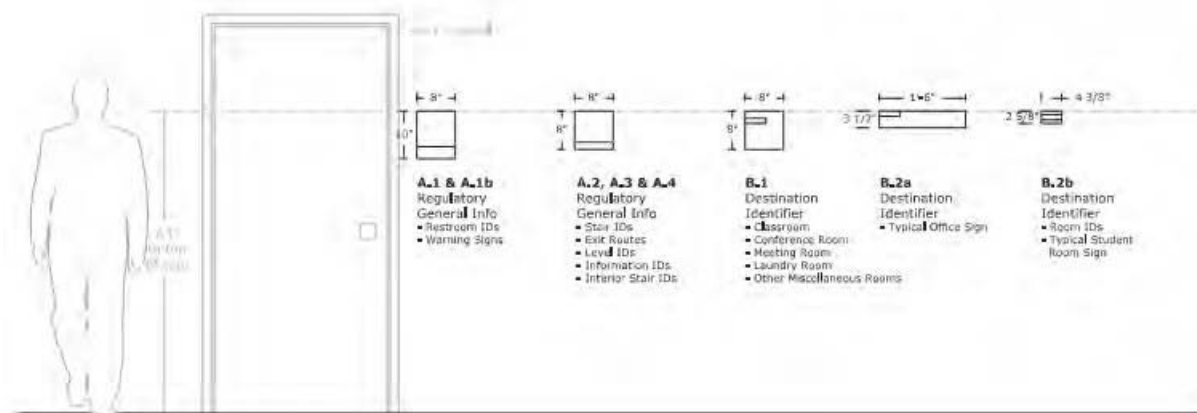 8"
8"
8"
1'-6"
4 3/8"
10"
8"
8"
3 1/2"
2 5/8"
A.1 & A.1b
Regulatory
General Info
- Restroom IDs
- Warning Signs
A.2, A.3 & A.4
Regulatory
General Info
- Stair IDs
- Exit Routes
- Level IDs
- Information IDs
- Interior Stair IDs
B.1
Destination
Identifier
- Classroom
- Conference Room
- Meeting Room
- Laundry Room
- Other Miscellaneous Rooms
B.2a
Destination
Identifier
- Typical Office Sign
B.2b
Destination
Identifier
- Room IDs
- Typical Student
Room Sign